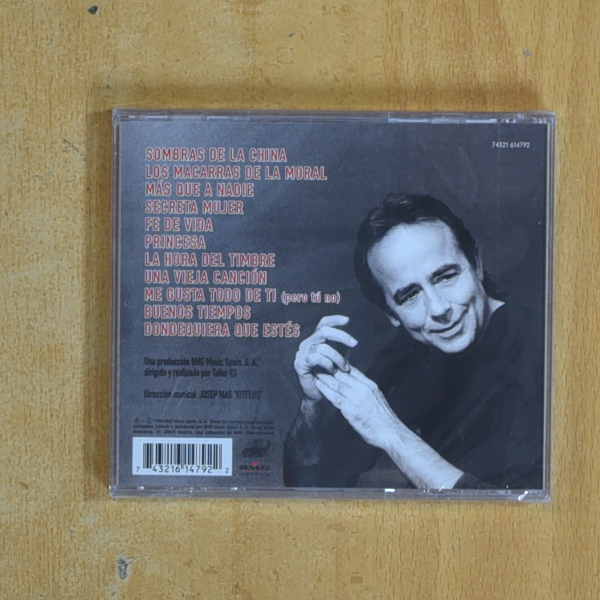 74321 614792
SOMBRAS DE LA CHINA
LOS MACARRAS DE LA MORAL
MÁS QUE A NADIE
SECRETA MUJER
FE DE VIDA
PRINCESA
LA HORA DEL TIMBRE
UNA VIEJA CANCIÓN
ME GUSTA TODO DE TI (pero tú no)
BUENOS TIEMPOS
DONDEQUIERA QUE ESTÉS
Una producción BMG Music Spain, S. A.
dirigida y realizada por Taller 83
Dirección musical JOSEP MAS "KITFLUS"
7 43216 14792 2
BMG